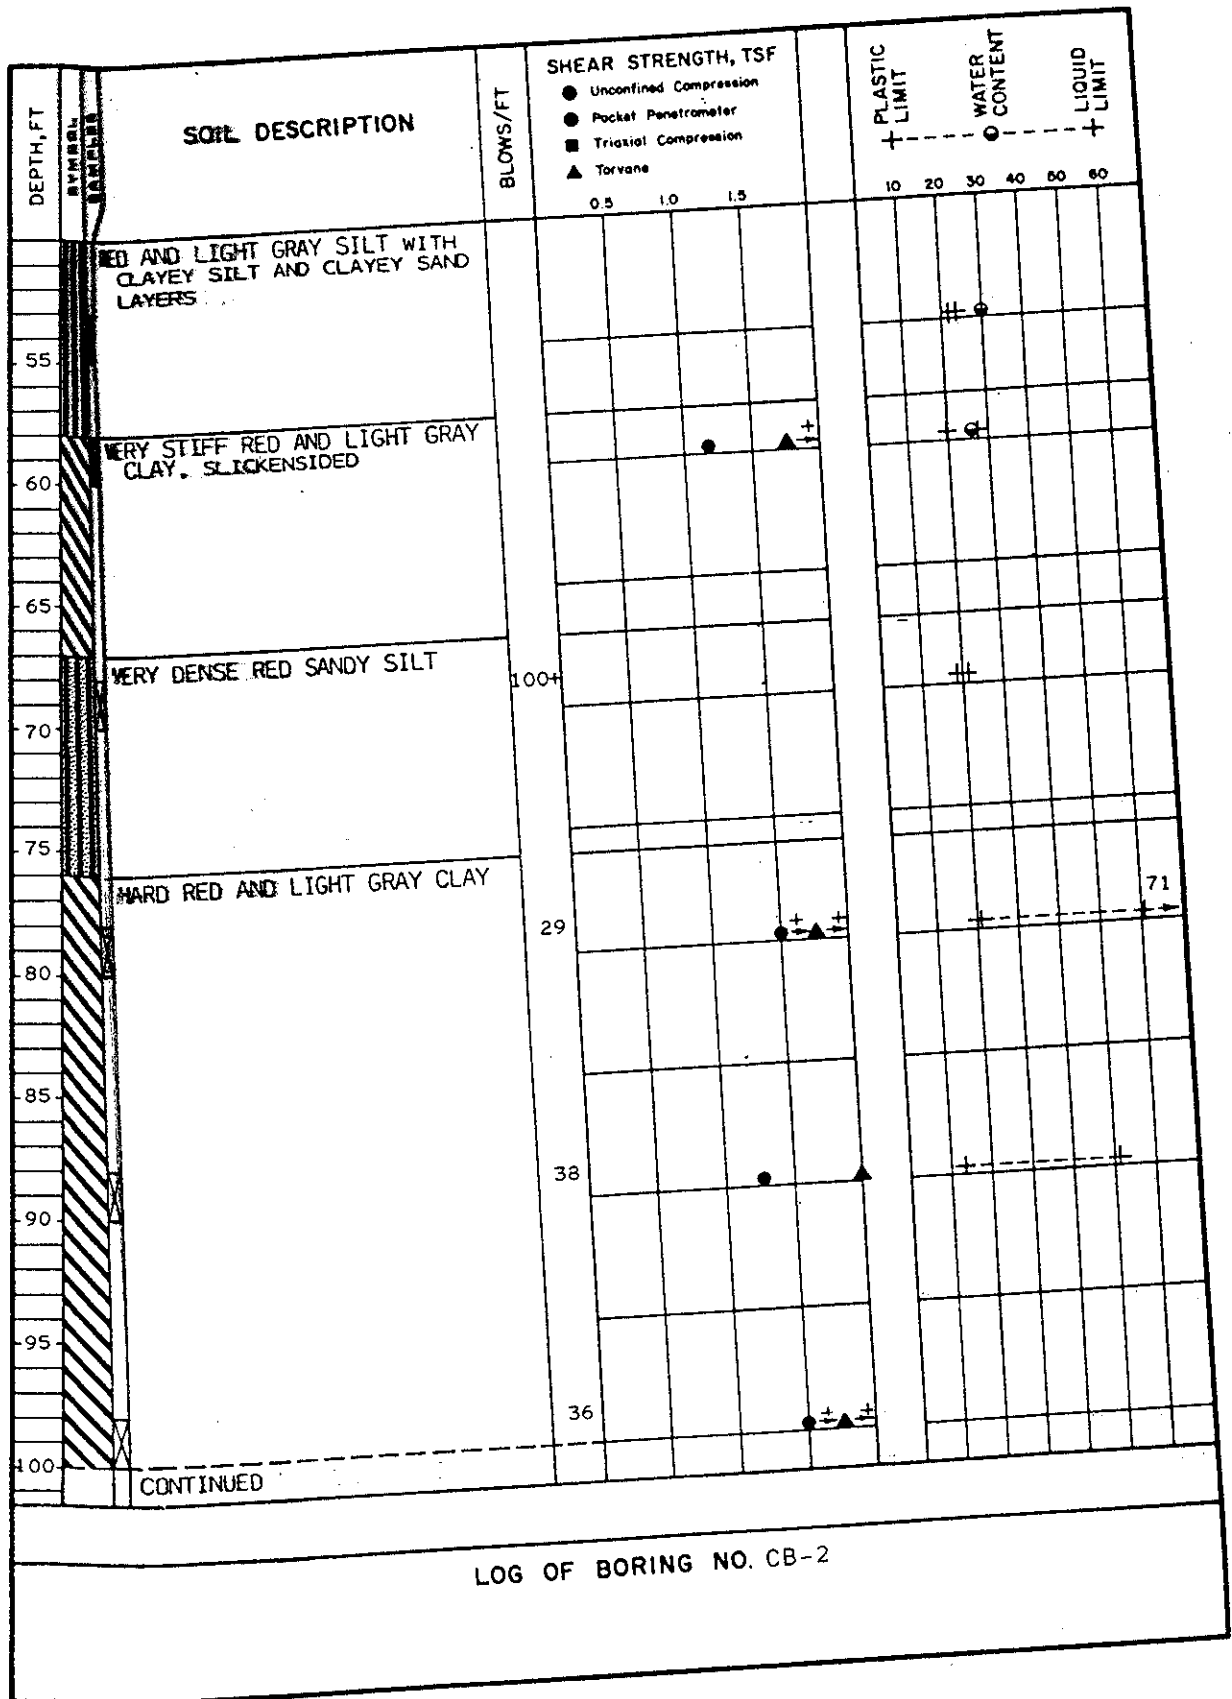 DEPTH, FT
SYMBOL
SAMPLES
SOIL DESCRIPTION
BLOWS/FT
SHEAR STRENGTH, TSF
Unconfined Compression
Pocket Penetrometer
Triaxial Compression
Torvane
0.5 1.0 1.5
PLASTIC
LIMIT
WATER
CONTENT
LIQUID
LIMIT
10 20 30 40 50 60
RED AND LIGHT GRAY SILT WITH
CLAYEY SILT AND CLAYEY SAND
LAYERS
55
VERY STIFF RED AND LIGHT GRAY
CLAY, SLICKENSIDED
60
65
VERY DENSE RED SANDY SILT
100+
70
75
HARD RED AND LIGHT GRAY CLAY
71
29
80
85
38
90
95
36
100
CONTINUED
LOG OF BORING NO. CB-2